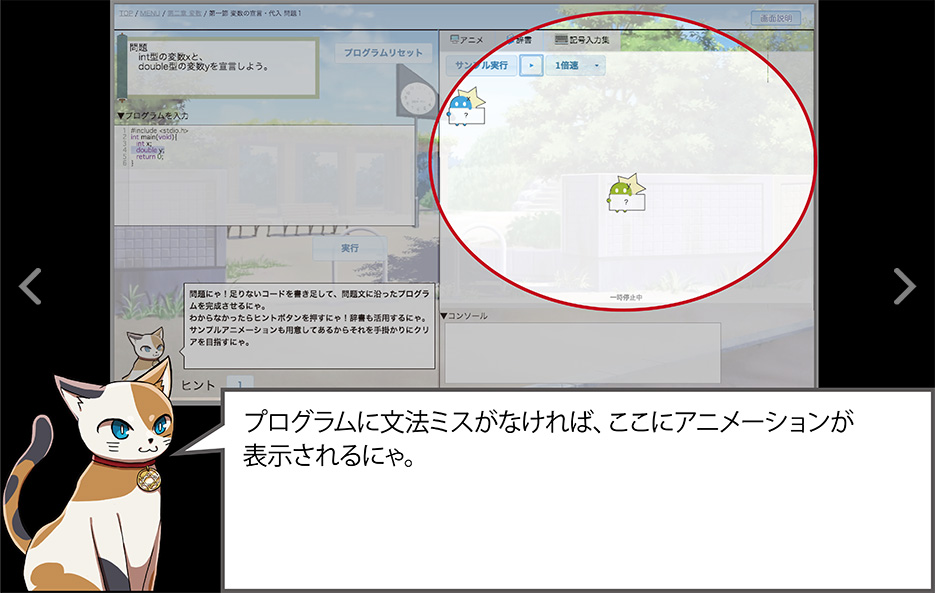 TOP / MENU / 第二章 変数 / 第一節 変数の宣言・代入 問題1
画面説明
問題
int型の変数xと、
double型の変数yを宣言しよう。
プログラムリセット
アニメ
辞書
記号入力集
サンプル実行
1倍速
?
?
一時停止中
▼プログラムを入力
1 #include <stdio.h>
2 int main(void){
3 int x;
4 double y;
5 return 0;
6 }
実行
問題にゃ!足りないコードを書き足して、問題文に沿ったプログラ
ムを完成させるにゃ。
わからなかったらヒントボタンを押すにゃ!辞書も活用するにゃ。
サンプルアニメーションも用意してあるからそれを手掛かりにクリ
アを目指すにゃ。
ヒント
1
▼コンソール
プログラムに文法ミスがなければ、ここにアニメーションが
表示されるにゃ。